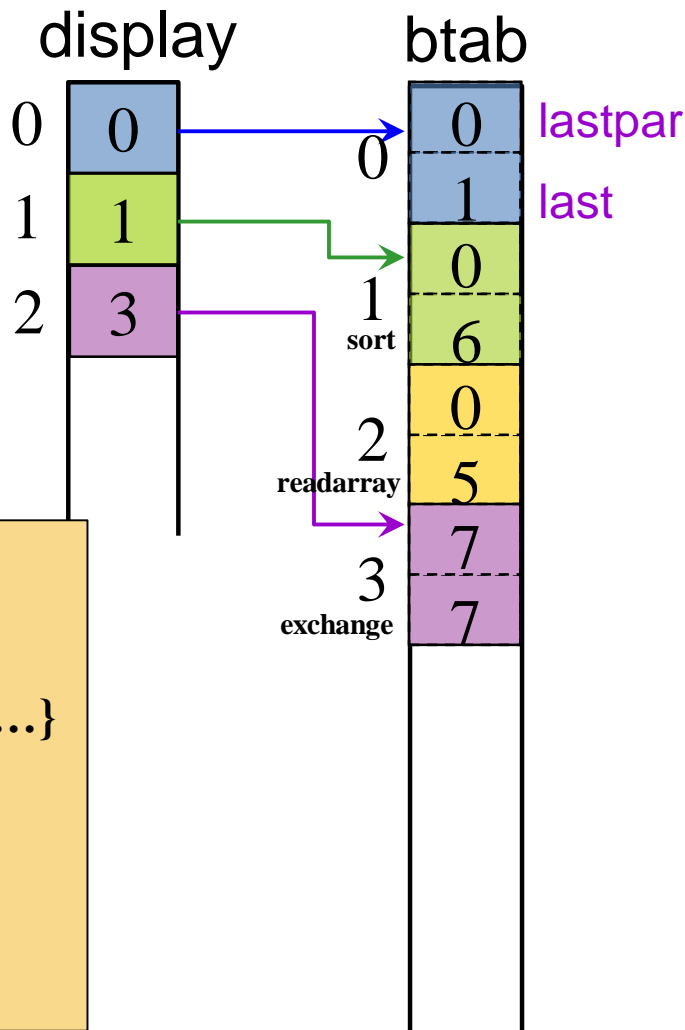 display btab
0 0 0 lastpar
0
1 last
1 1 0
1
sort 6
2 3 0
2
readarray 5
7
3
exchange 7
…}